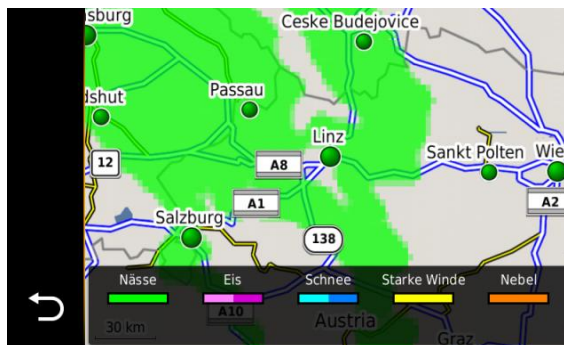 sburg
Ceske Budejovice
dshut
Passau
Linz
12
A8
Sankt Polten
Wie
A1
A2
Salzburg
138
Nässe
Eis
Schnee
Starke Winde
Nebel
A10
30 km
Austria
Graz